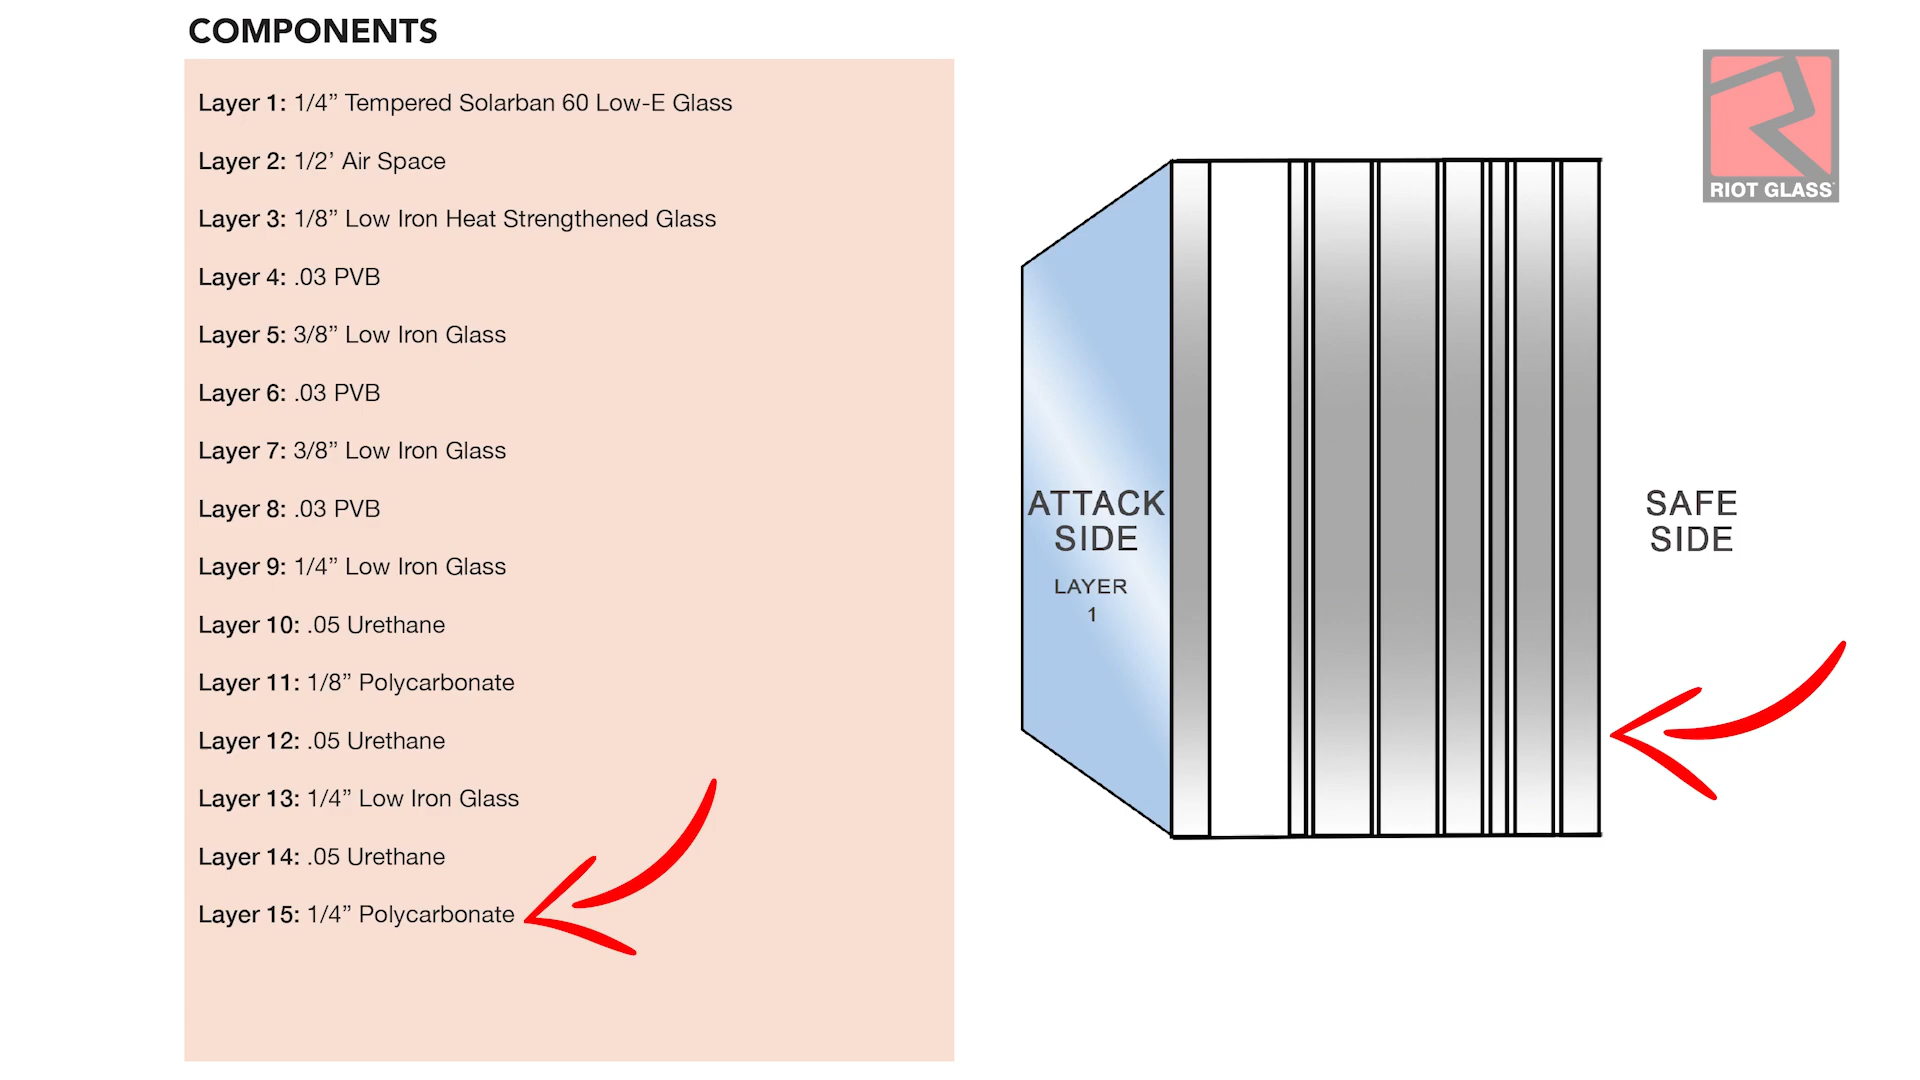 COMPONENTS
Layer 1: 1/4” Tempered Solarban 60 Low-E Glass
Layer 2: 1/2’ Air Space
Layer 3: 1/8” Low Iron Heat Strengthened Glass
Layer 4: .03 PVB
Layer 5: 3/8” Low Iron Glass
Layer 6: .03 PVB
Layer 7: 3/8” Low Iron Glass
Layer 8: .03 PVB
Layer 9: 1/4” Low Iron Glass
Layer 10: .05 Urethane
Layer 11: 1/8” Polycarbonate
Layer 12: .05 Urethane
Layer 13: 1/4” Low Iron Glass
Layer 14: .05 Urethane
Layer 15: 1/4” Polycarbonate
RIOT GLASS
ATTACK
SIDE
LAYER
1
SAFE
SIDE